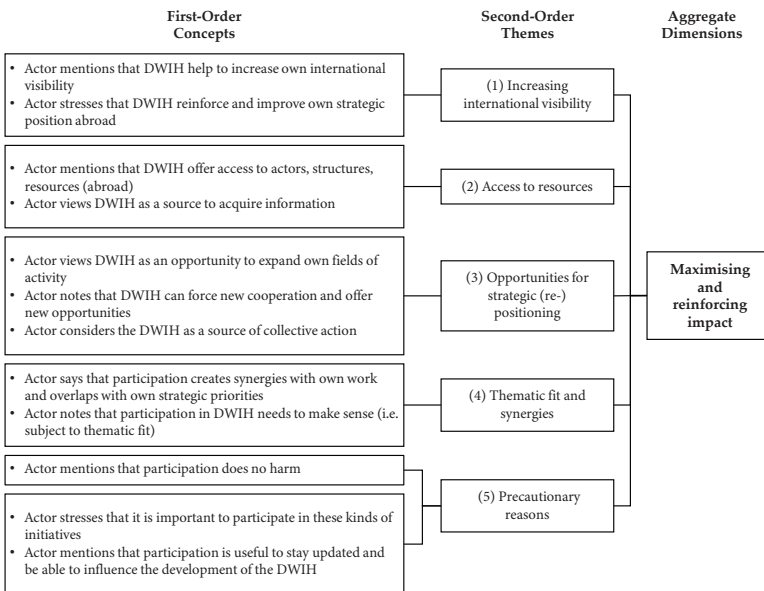 First-Order
Concepts
Second-Order
Themes
Aggregate
Dimensions
• Actor mentions that DWIH help to increase own international
visibility
• Actor stresses that DWIH reinforce and improve own strategic
position abroad
(1) Increasing
international visibility
• Actor mentions that DWIH offer access to actors, structures,
resources (abroad)
• Actor views DWIH as a source to acquire information
(2) Access to resources
• Actor views DWIH as an opportunity to expand own fields of
activity
• Actor notes that DWIH can force new cooperation and offer
new opportunities
• Actor considers the DWIH as a source of collective action
(3) Opportunities for
strategic (re-)
positioning
Maximising
and
reinforcing
impact
• Actor says that participation creates synergies with own work
and overlaps with own strategic priorities
• Actor notes that participation in DWIH needs to make sense (i.e.
subject to thematic fit)
(4) Thematic fit and
synergies
• Actor mentions that participation does no harm
• Actor stresses that it is important to participate in these kinds of
initiatives
• Actor mentions that participation is useful to stay updated and
be able to influence the development of the DWIH
(5) Precautionary
reasons